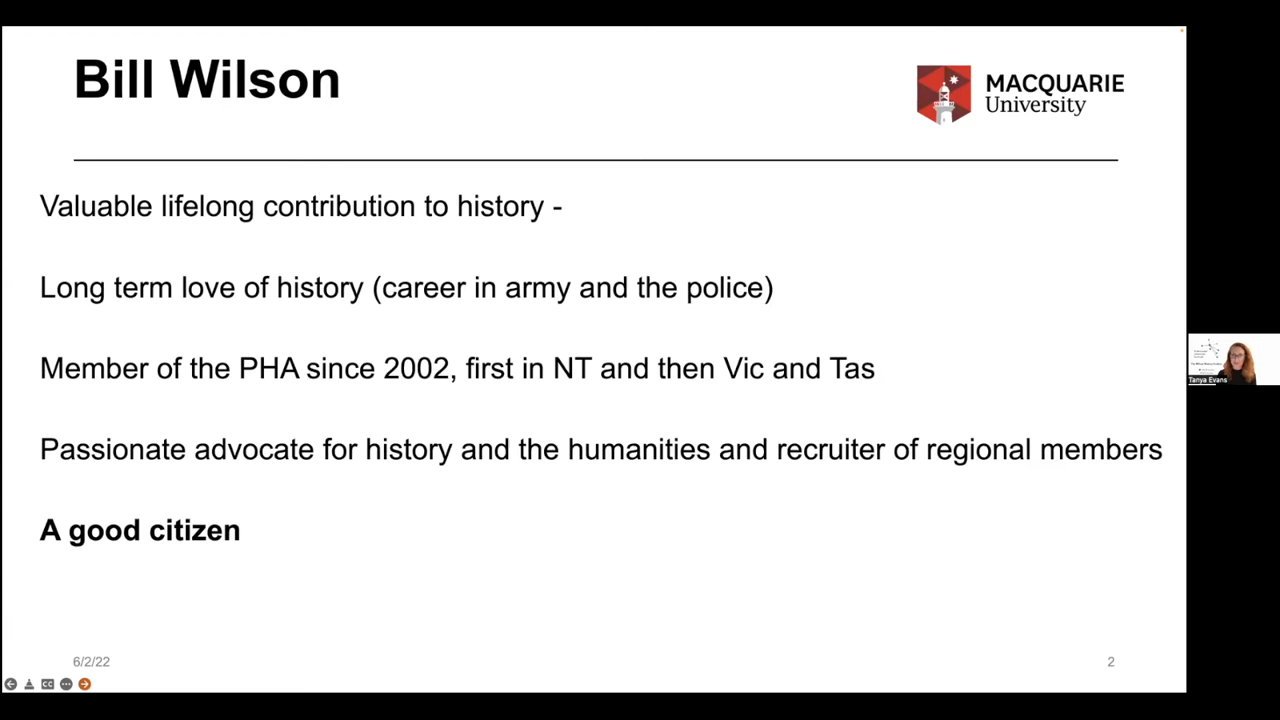 Bill Wilson
MACQUARIE
University
Valuable lifelong contribution to history -
Long term love of history (career in army and the police)
Member of the PHA since 2002, first in NT and then Vic and Tas
Passionate advocate for history and the humanities and recruiter of regional members
A good citizen
Tanya Evans
6/2/22
2
CC